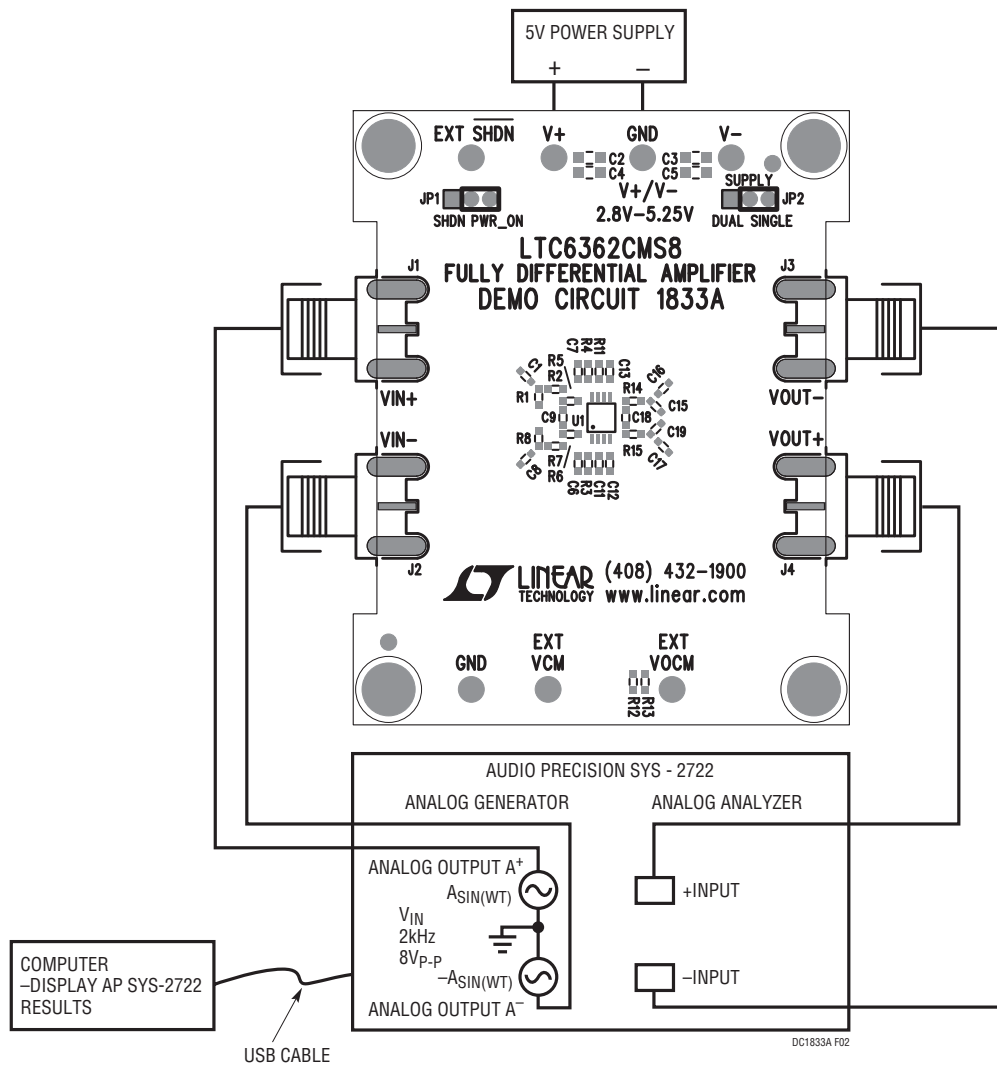 5V POWER SUPPLY
+ –
EXT SHDN V+ GND V-
C2 C3
C4 C5
SUPPLY
JP1 V+/V- JP2
SHDN PWR_ON 2.8V-5.25V DUAL SINGLE
LTC6362CMS8
J1 FULLY DIFFERENTIAL AMPLIFIER J3
DEMO CIRCUIT 1833A
C7 R4 R11 C13
C1 R5 R2 R14 C16
VIN+ R1 VOUT-
C9 U1 C18 C15
VIN- R8 C19 VOUT+
C8 R7 R6 R15 C17
C6 R3 C11 C12
J2 J4
LINEAR (408) 432-1900
TECHNOLOGY www.linear.com
GND EXT EXT
VCM VOCM
R12 R13
AUDIO PRECISION SYS - 2722
ANALOG GENERATOR ANALOG ANALYZER
ANALOG OUTPUT A+
ASIN(WT) +INPUT
VIN
2kHz
8VP-P
–ASIN(WT) –INPUT
ANALOG OUTPUT A–
COMPUTER
–DISPLAY AP SYS-2722
RESULTS
USB CABLE
DC1833A F02